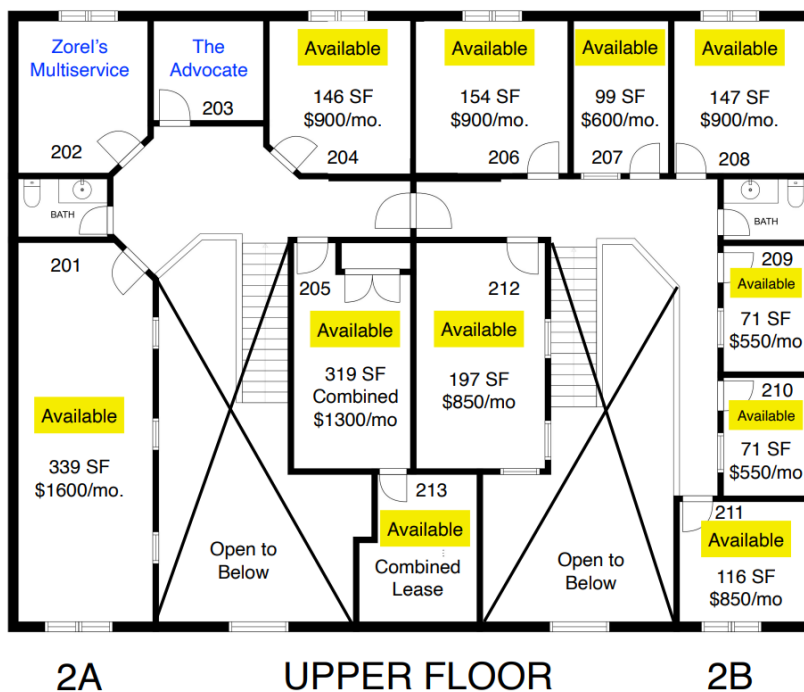 Zorel's
Multiservice
202
The
Advocate
203
Available
146 SF
$900/mo.
204
Available
154 SF
$900/mo.
206
Available
99 SF
$600/mo.
207
Available
147 SF
$900/mo.
208
BATH
BATH
201
Available
339 SF
$1600/mo.
205
Available
319 SF
Combined
$1300/mo
212
Available
197 SF
$850/mo
209
Available
71 SF
$550/mo
210
Available
71 SF
$550/mo
213
Available
Combined
Lease
211
Available
116 SF
$850/mo
Open to
Below
Open to
Below
2A
UPPER FLOOR
2B